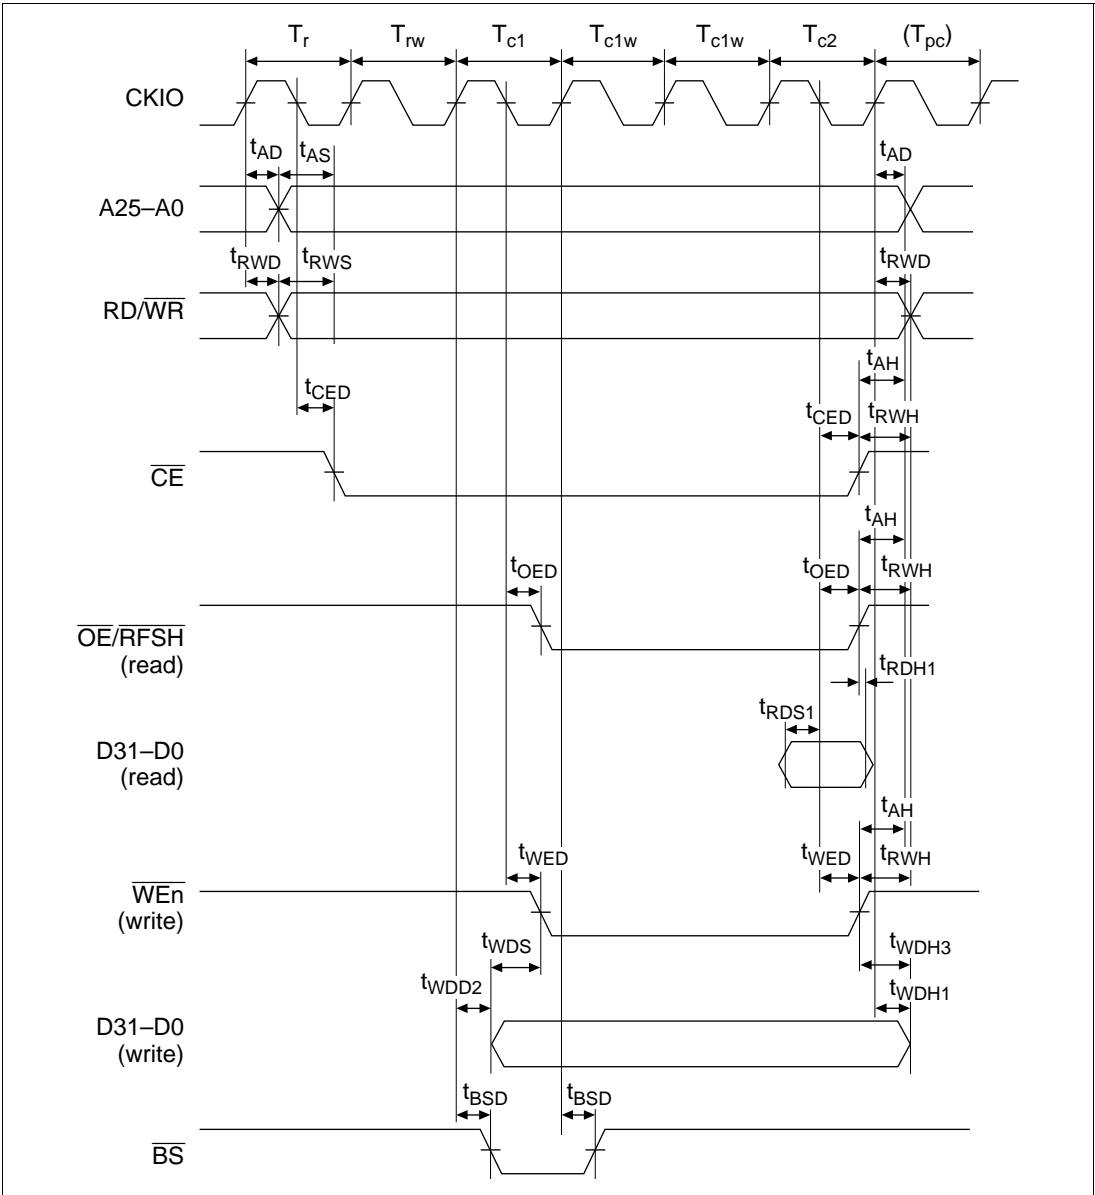 Tr Trw Tc1 Tc1w Tc1w Tc2 (Tpc)
CKIO
tAD tAS tAD
A25–A0
tRWD tRWS tRWD
RD/WR
tAH
tCED tCED tRWH
CE
tAH
tOED tOED tRWH
OE/RFSH
(read)
tRDH1
tRDS1
D31–D0
(read)
tAH
tWED tWED tRWH
WEn
(write)
tWDS tWDH3
tWDD2 tWDH1
D31–D0
(write)
tBSD tBSD
BS